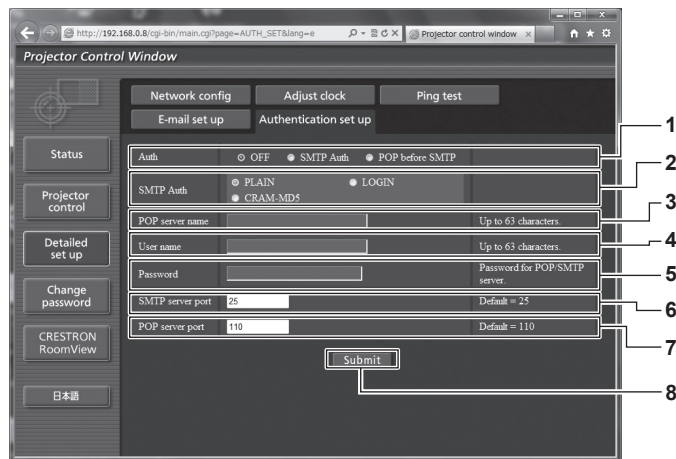 http://192.168.0.8/cgi-bin/main.cgi?page=AUTH_SET&lang=e
Projector control window
Projector Control Window
Network config Adjust clock Ping test
E-mail set up Authentication set up
Status
Projector control
Detailed set up
Change password
CRESTRON RoomView
日本語
Auth OFF SMTP Auth POP before SMTP
SMTP Auth PLAIN LOGIN
CRAM-MD5
POP server name Up to 63 characters.
User name Up to 63 characters.
Password Password for POP/SMTP
server.
SMTP server port 25 Default = 25
POP server port 110 Default = 110
Submit
1
2
3
4
5
6
7
8